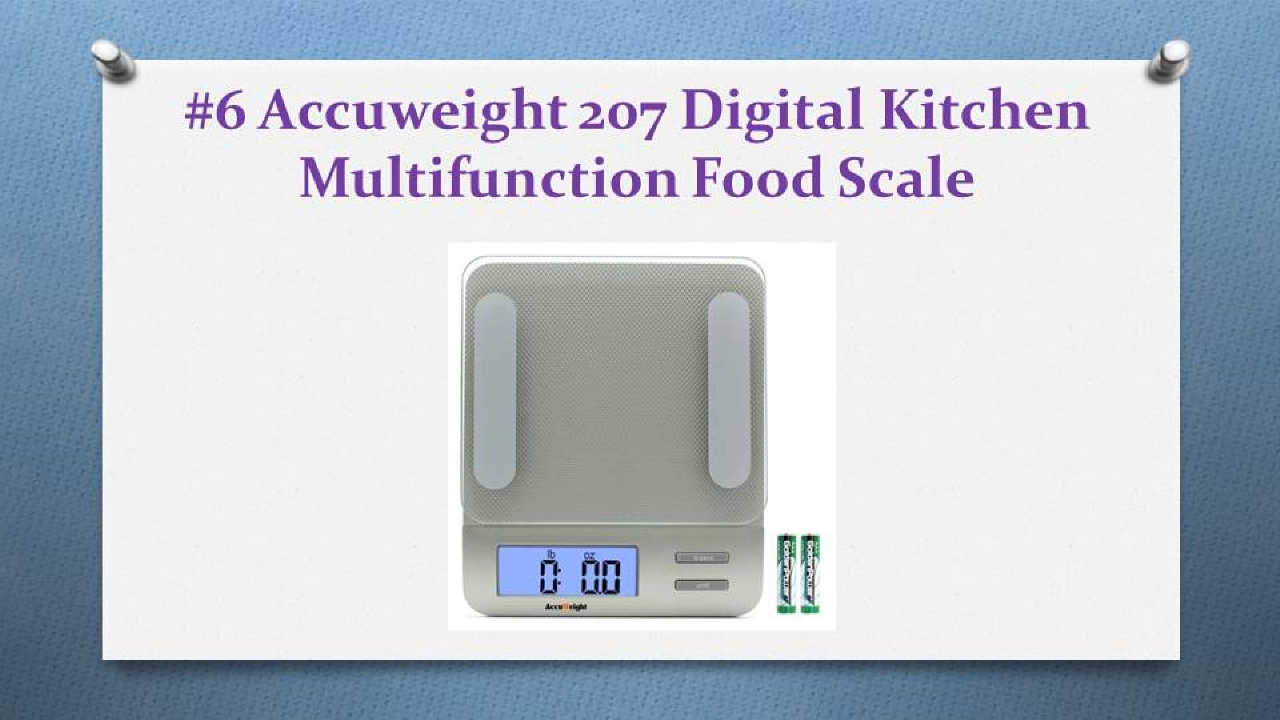 #6 Accuweight 207 Digital Kitchen
Multifunction Food Scale
lb oz
0: 0.0
AccuWeight